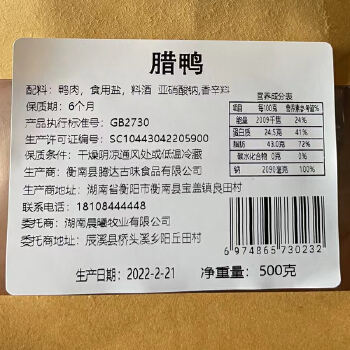 腊鸭
配料：鸭肉，食用盐，料酒 亚硝酸钠,香辛料
保质期：6个月
产品执行标准号：GB2730
生产许可证编号：SC10443042205900
保质条件：干燥明凉通风处或低温冷藏
生产商：衡南县腾达古味食品有限公司
生产商地址：湖南省衡阳市衡南县宝盖镇良田村
联系电话：18108444448
委托商：湖南晨曦牧业有限公司
委托商地址：辰溪县桥头溪乡阳丘田村
生产日期：2022-2-21
净重量：500克
营养成分表
项目 每100克 营养素参考值%
能量 2009千焦 24%
蛋白质 24.5克 41%
脂肪 43.0克 72%
碳水化合物 0克 0%
钠 2090毫克 100%
6974865730232